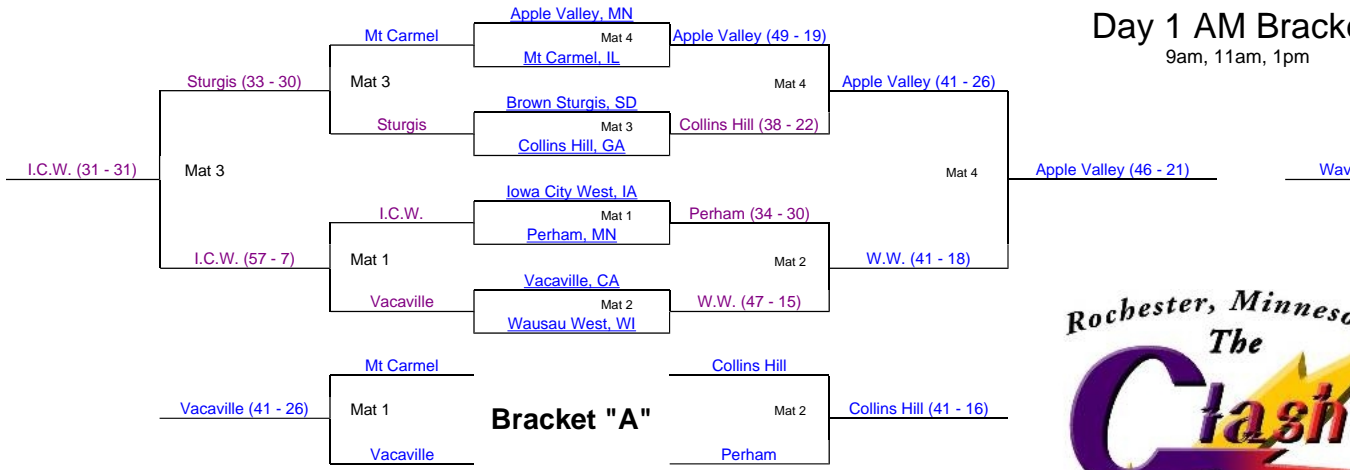 Apple Valley, MN
Day 1 AM Bracke
Mt Carmel
Mat 4
Apple Valley (49 - 19)
Mt Carmel, IL
9am, 11am, 1pm
Sturgis (33 - 30)
Mat 3
Mat 4
Apple Valley (41 - 26)
Brown Sturgis, SD
Sturgis
Mat 3
Collins Hill (38 - 22)
Collins Hill, GA
I.C.W. (31 - 31)
Mat 3
Mat 4
Apple Valley (46 - 21)
Wav
Iowa City West, IA
I.C.W.
Mat 1
Perham (34 - 30)
Perham, MN
I.C.W. (57 - 7)
Mat 1
Mat 2
W.W. (41 - 18)
Vacaville, CA
Vacaville
Mat 2
W.W. (47 - 15)
Wausau West, WI
Rochester, Minneso
The
Clash
Mt Carmel
Collins Hill
Vacaville (41 - 26)
Mat 1
Bracket "A"
Mat 2
Collins Hill (41 - 16)
Vacaville
Perham